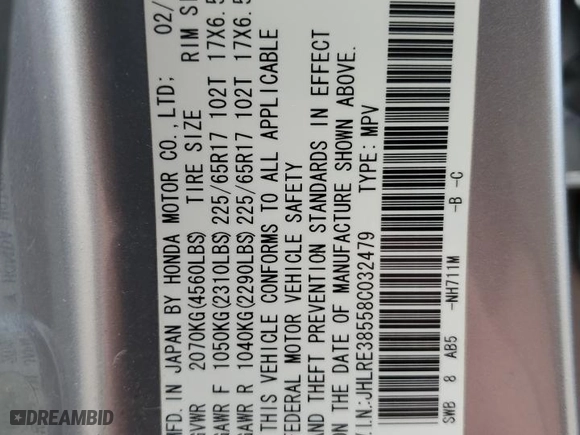 MFD. IN JAPAN BY HONDA MOTOR CO.,LTD; 02/
GVWR 2070KG(4560LBS) TIRE SIZE RIM
GAWR F 1050KG(2310LBS) 225/65R17 102T 17X6.5
GAWR R 1040KG(2290LBS) 225/65R17 102T 17X6.5
THIS VEHICLE CONFORMS TO ALL APPLICABLE
FEDERAL MOTOR VEHICLE SAFETY
AND THEFT PREVENTION STANDARDS IN EFFECT
ON THE DATE OF MANUFACTURE SHOWN ABOVE.
V.I.N.:JHLRE38558C032479 TYPE: MPV
SWB 8 AB5 -NH711M -B -C
DREAMBID